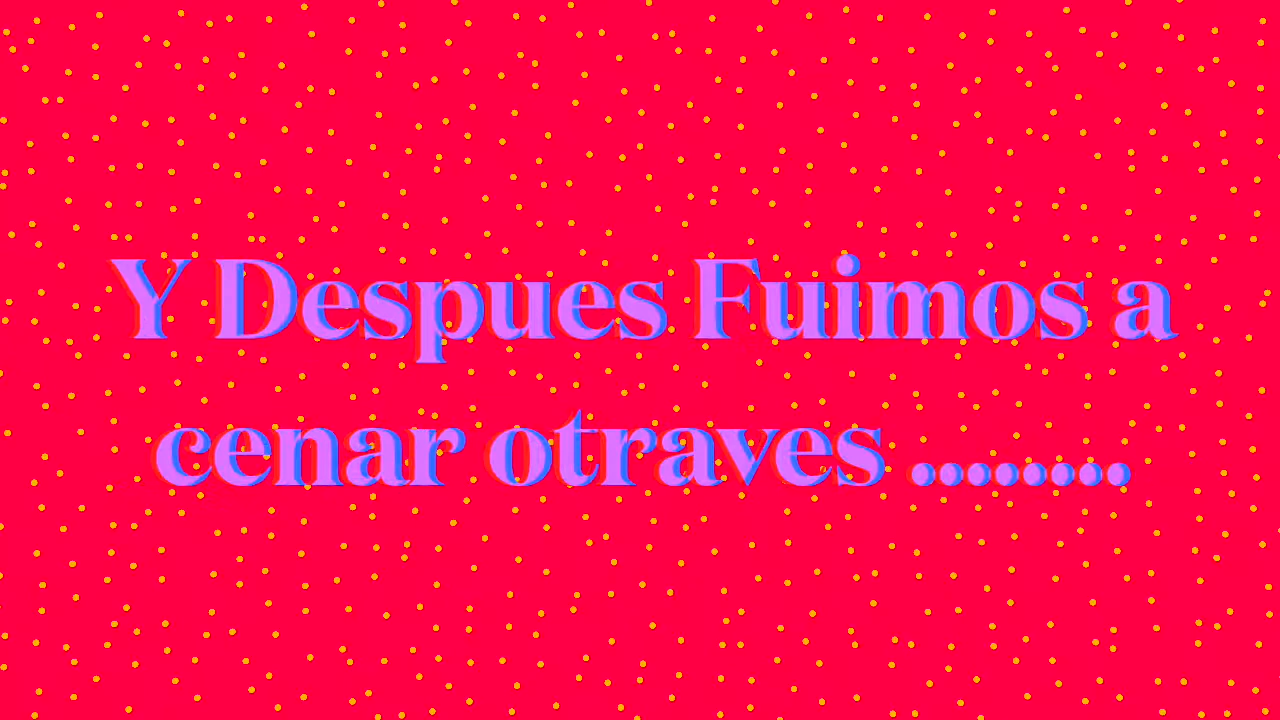 Y Despues Fuimos a
cenar otraves ........